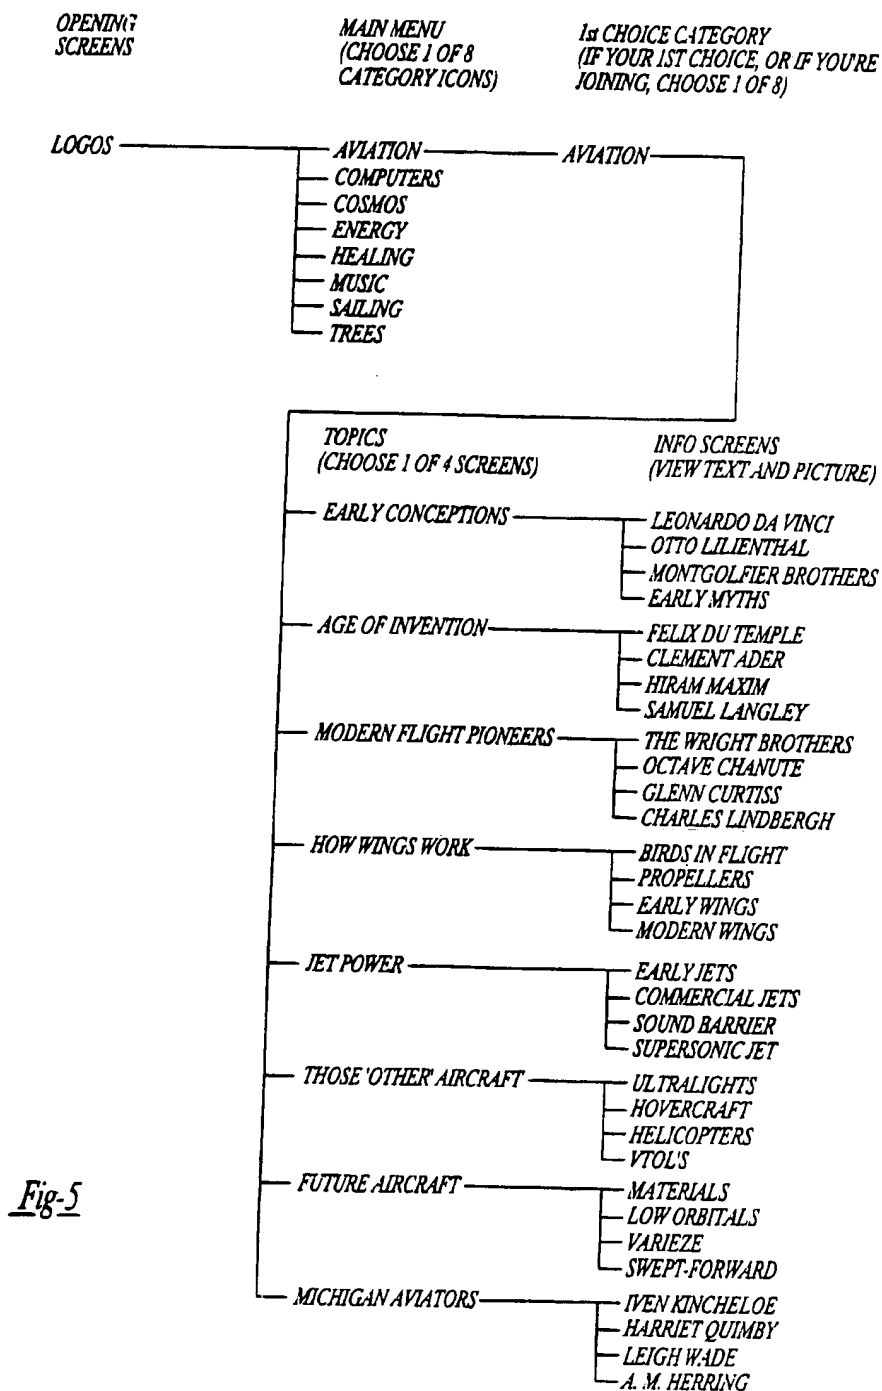 OPENING
SCREENS
MAIN MENU
(CHOOSE 1 OF 8
CATEGORY ICONS)
1st CHOICE CATEGORY
(IF YOUR 1ST CHOICE, OR IF YOU'RE
JOINING, CHOOSE 1 OF 8)
LOGOS
AVIATION
AVIATION
COMPUTERS
COSMOS
ENERGY
HEALING
MUSIC
SAILING
TREES
TOPICS
(CHOOSE 1 OF 4 SCREENS)
INFO SCREENS
(VIEW TEXT AND PICTURE)
EARLY CONCEPTIONS
LEONARDO DA VINCI
OTTO LILIENTHAL
MONTGOLFIER BROTHERS
EARLY MYTHS
AGE OF INVENTION
FELIX DU TEMPLE
CLEMENT ADER
HIRAM MAXIM
SAMUEL LANGLEY
MODERN FLIGHT PIONEERS
THE WRIGHT BROTHERS
OCTAVE CHANUTE
GLENN CURTISS
CHARLES LINDBERGH
HOW WINGS WORK
BIRDS IN FLIGHT
PROPELLERS
EARLY WINGS
MODERN WINGS
JET POWER
EARLY JETS
COMMERCIAL JETS
SOUND BARRIER
SUPERSONIC JET
THOSE 'OTHER' AIRCRAFT
ULTRALIGHTS
HOVERCRAFT
HELICOPTERS
VTOL'S
FUTURE AIRCRAFT
MATERIALS
LOW ORBITALS
VARIEZE
SWEPT-FORWARD
MICHIGAN AVIATORS
IVEN KINCHELOE
HARRIET QUIMBY
LEIGH WADE
A. M. HERRING
Fig-5